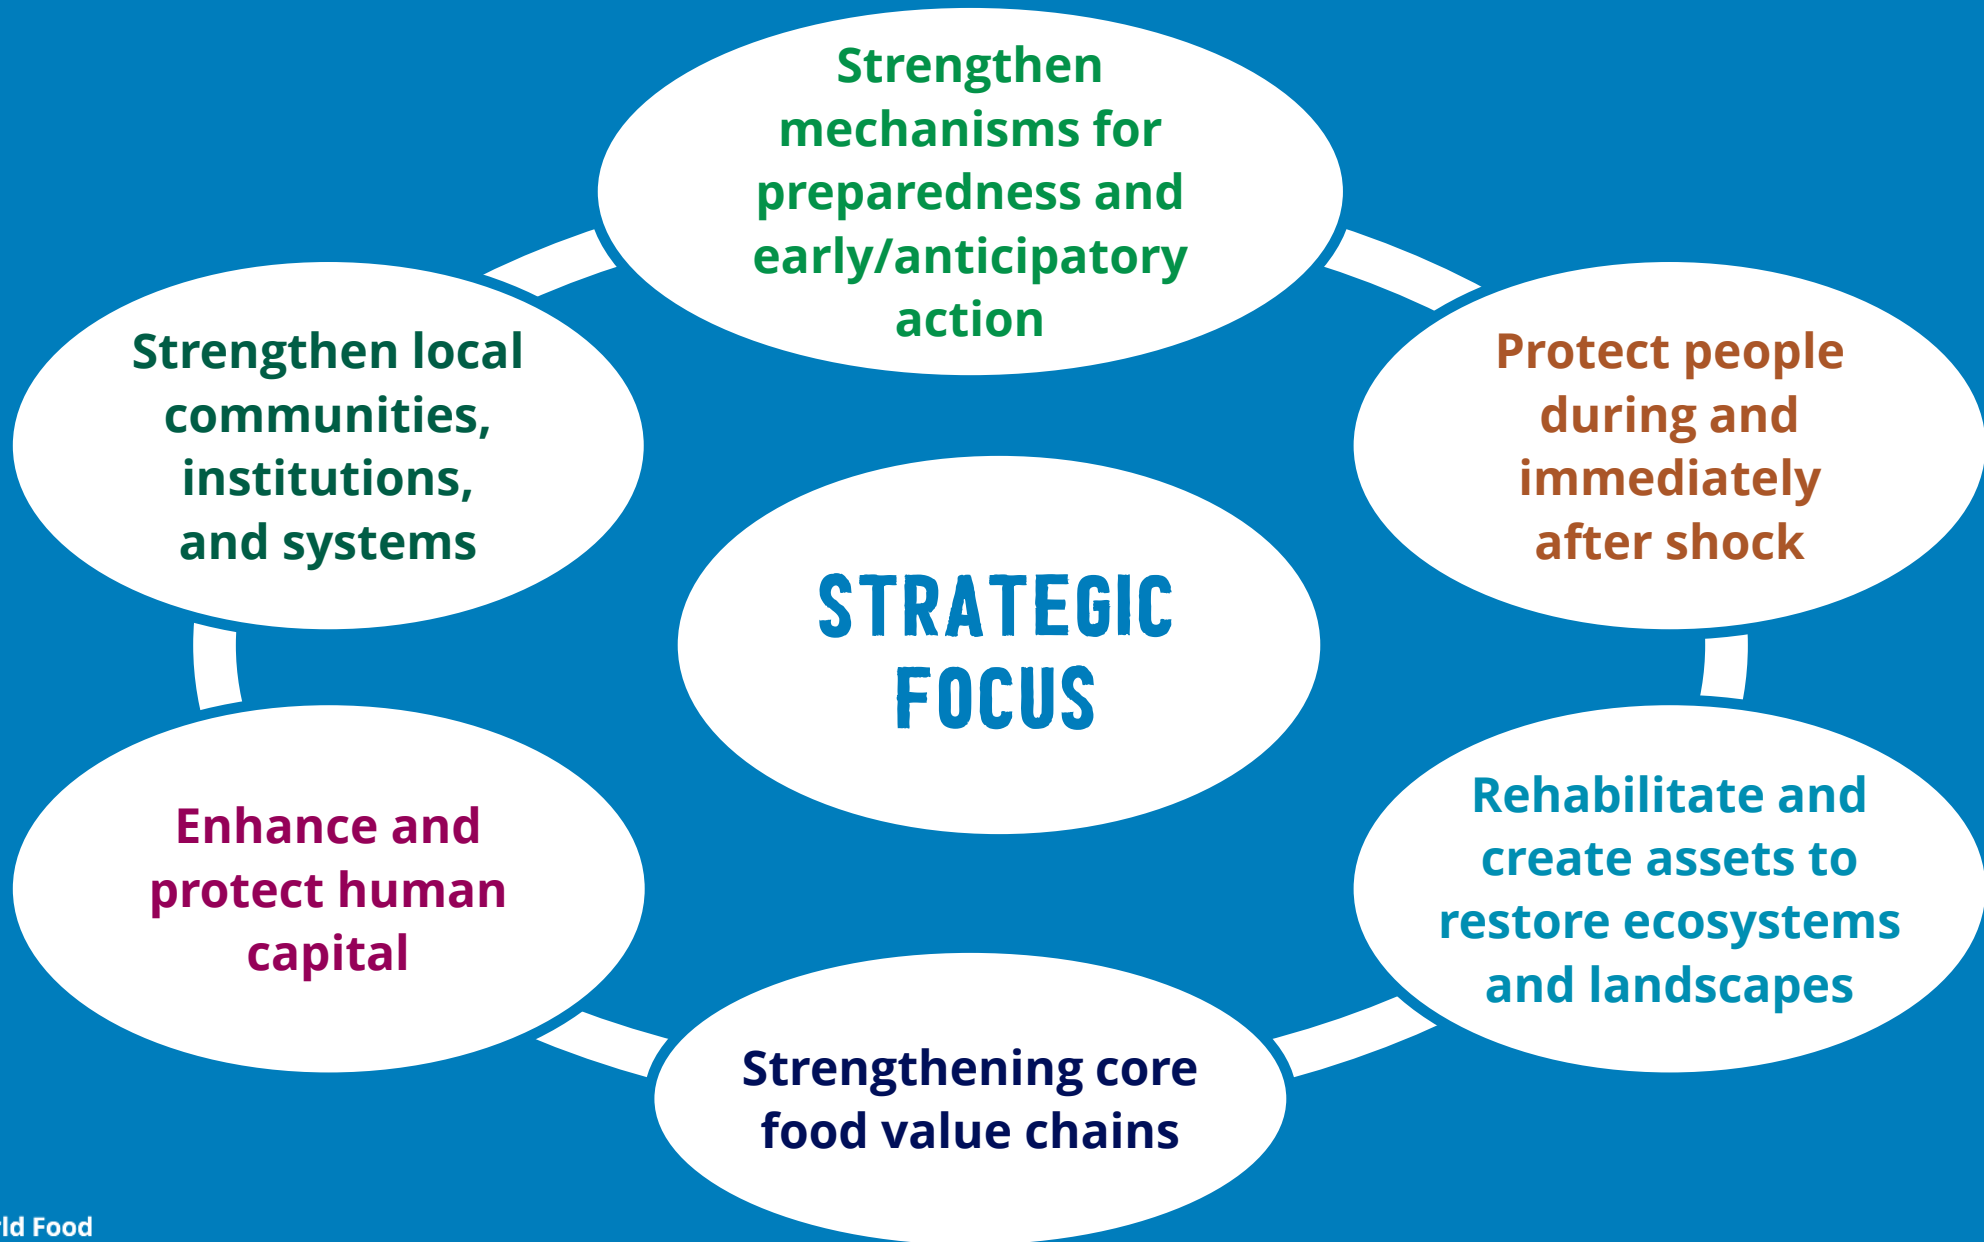 Strengthen
mechanisms for
preparedness and
early/anticipatory
action
Protect people
during and
immediately
after shock
Rehabilitate and
create assets to
restore ecosystems
and landscapes
Strengthening core
food value chains
Enhance and
protect human
capital
Strengthen local
communities,
institutions,
and systems
STRATEGIC
FOCUS
Food